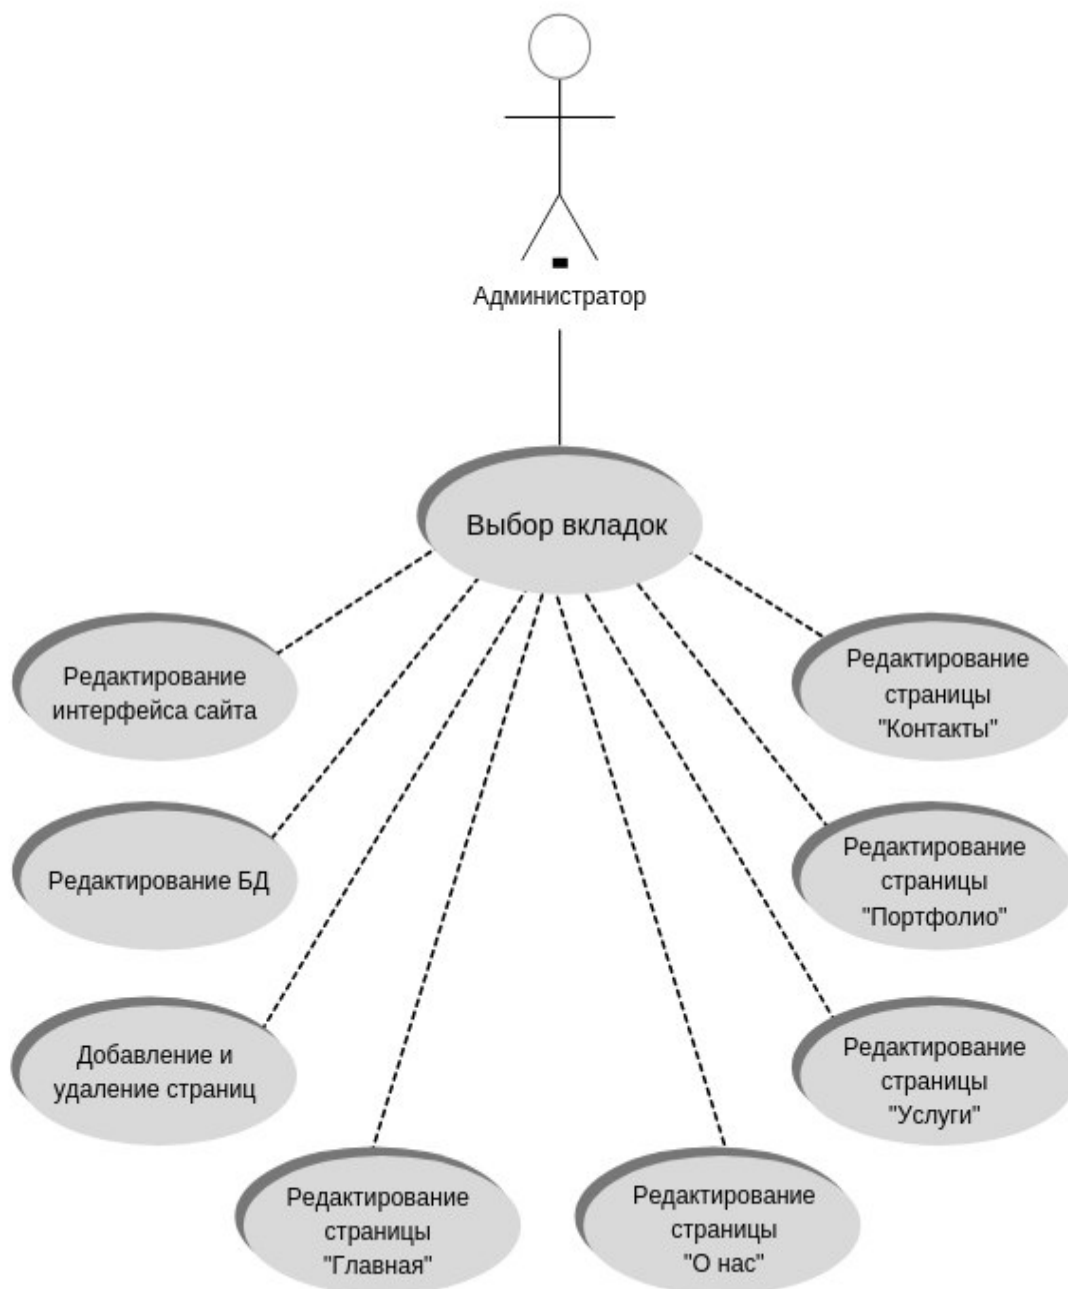 Администратор
Выбор вкладок
Редактирование
интерфейса сайта
Редактирование
страницы
"Контакты"
Редактирование БД
Редактирование
страницы
"Портфолио"
Добавление и
удаление страниц
Редактирование
страницы
"Услуги"
Редактирование
страницы
"Главная"
Редактирование
страницы
"О нас"